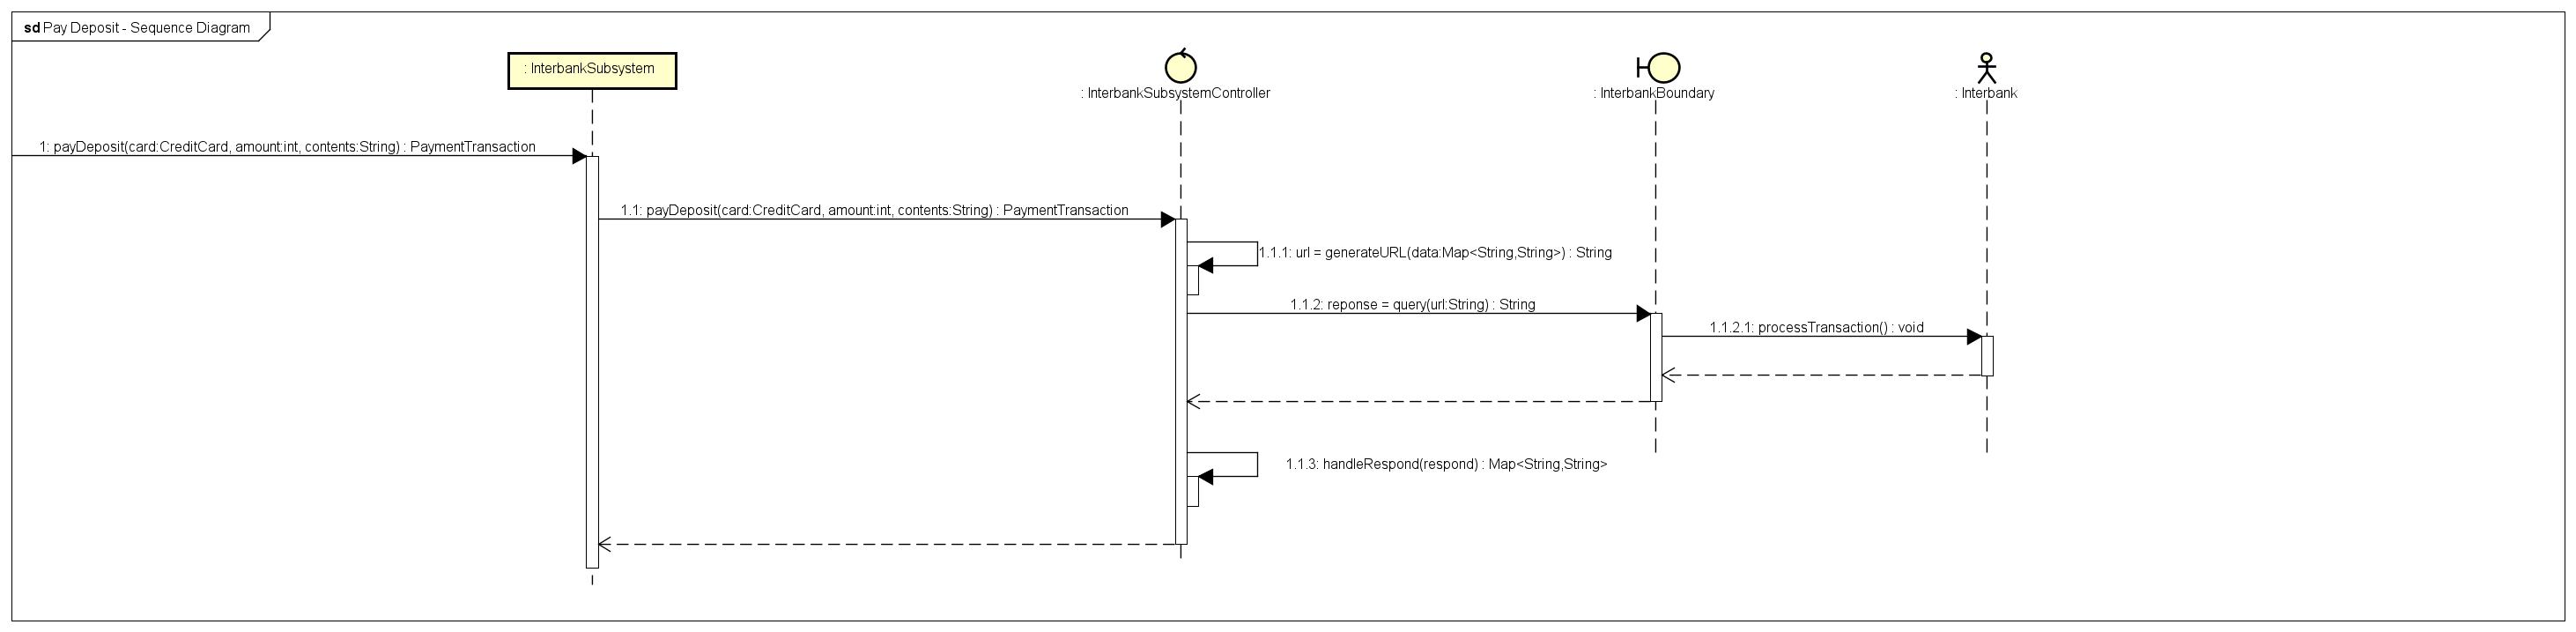 sd Pay Deposit - Sequence Diagram
: InterbankSubsystem
: InterbankSubsystemController
: InterbankBoundary
: Interbank
1: payDeposit(card:CreditCard, amount:int, contents:String) : PaymentTransaction
1.1: payDeposit(card:CreditCard, amount:int, contents:String) : PaymentTransaction
1.1.1: url = generateURL(data:Map<String,String>) : String
1.1.2: reponse = query(url:String) : String
1.1.2.1: processTransaction() : void
1.1.3: handleRespond(respond) : Map<String,String>